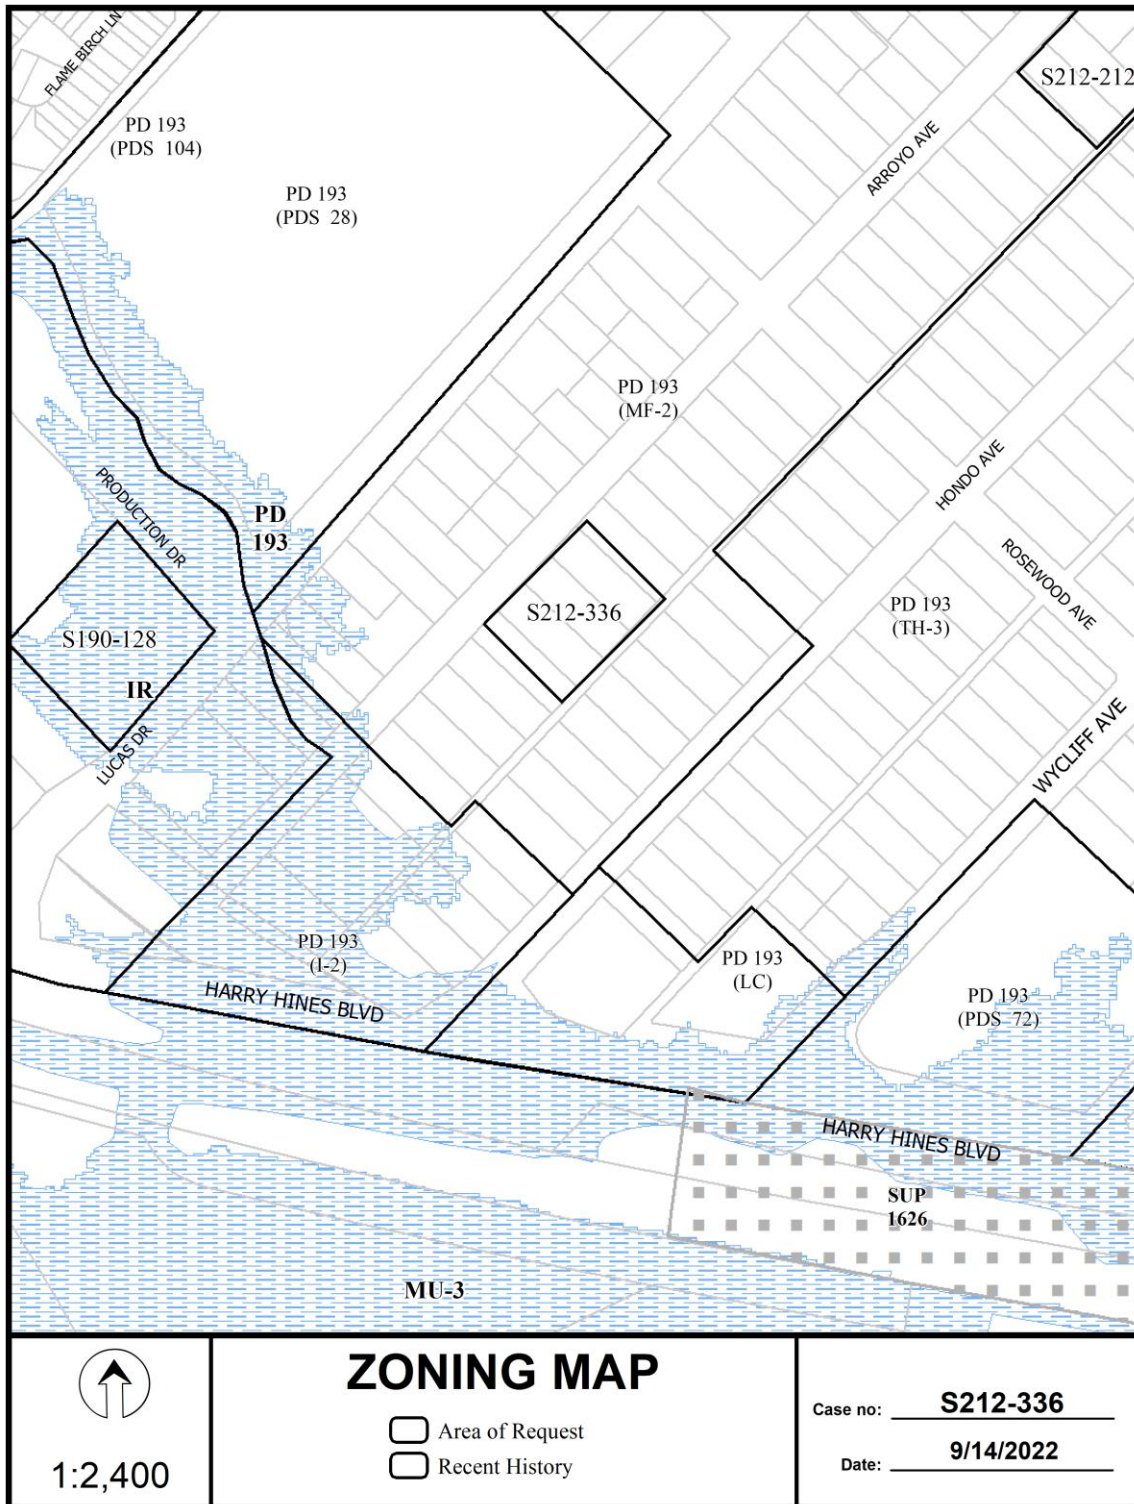 FLAME BIRCH LN
S212-212
PD 193
(PDS 104)
ARROYO AVE
PD 193
(PDS 28)
PD 193
(MF-2)
HONDO AVE
PRODUCTION DR
PD
193
ROSEWOOD AVE
S212-336
PD 193
(TH-3)
S190-128
IR
LUCAS DR
WYCLIFF AVE
PD 193
(I-2)
PD 193
(LC)
HARRY HINES BLVD
PD 193
(PDS 72)
HARRY HINES BLVD
SUP
1626
MU-3
1:2,400
ZONING MAP
Area of Request
Recent History
Case no: S212-336
Date: 9/14/2022